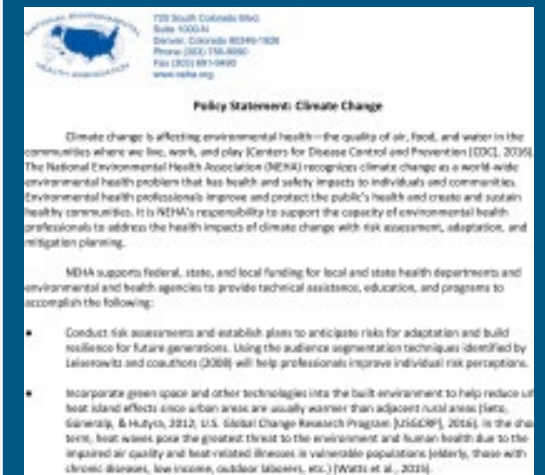 NATIONAL ENVIRONMENTAL
HEALTH ASSOCIATION
720 South Colorado Blvd.
Suite 1000-N
Denver, Colorado 80246-1926
Phone (303) 756-9090
Fax (303) 691-9490
www.neha.org
Policy Statement: Climate Change
Climate change is affecting environmental health—the quality of air, food, and water in the
communities where we live, work, and play (Centers for Disease Control and Prevention [CDC], 2016)
The National Environmental Health Association (NEHA) recognizes climate change as a world-wide
environmental health problem that has health and safety impacts to individuals and communities.
Environmental health professionals improve and protect the public's health and create and sustain
healthy communities. It is NEHA's responsibility to support the capacity of environmental health
professionals to address the health impacts of climate change with risk assessment, adaptation, and
mitigation planning.
NEHA supports federal, state, and local funding for local and state health departments and
environmental and health agencies to provide technical assistance, education, and programs to
accomplish the following:
• Conduct risk assessments and establish plans to anticipate risks for adaptation and build
resilience for future generations. Using the audience segmentation techniques identified by
Leiserowitz and coauthors (2008) will help professionals improve individual risk perceptions.
• Incorporate green space and other technologies into the built environment to help reduce
heat island effects since urban areas are usually warmer than adjacent rural areas (Seto,
Güneralp, & Hutyra, 2012; U.S. Global Change Research Program [USGCRP], 2016). In the
term, heat waves pose the greatest threat to the environment and human health due to the
impaired air quality and heat-related illnesses in vulnerable populations (elderly, those with
chronic diseases, low income, outdoor laborers, etc.) (Watts et al., 2015).